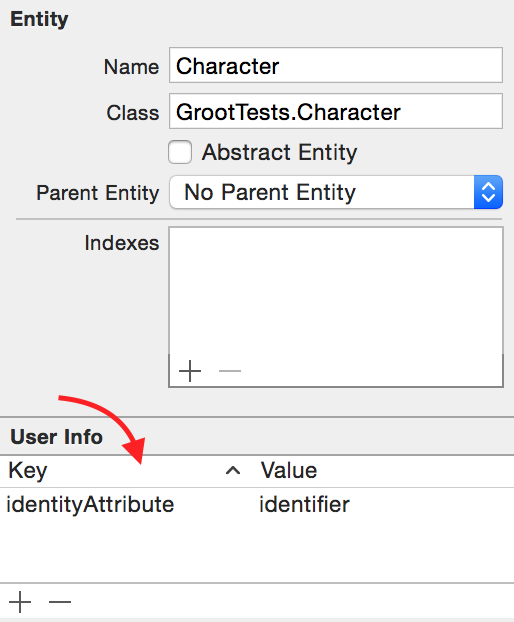 Entity
Name Character
Class GrootTests.Character
Abstract Entity
Parent Entity No Parent Entity
Indexes
User Info
Key Value
identityAttribute identifier